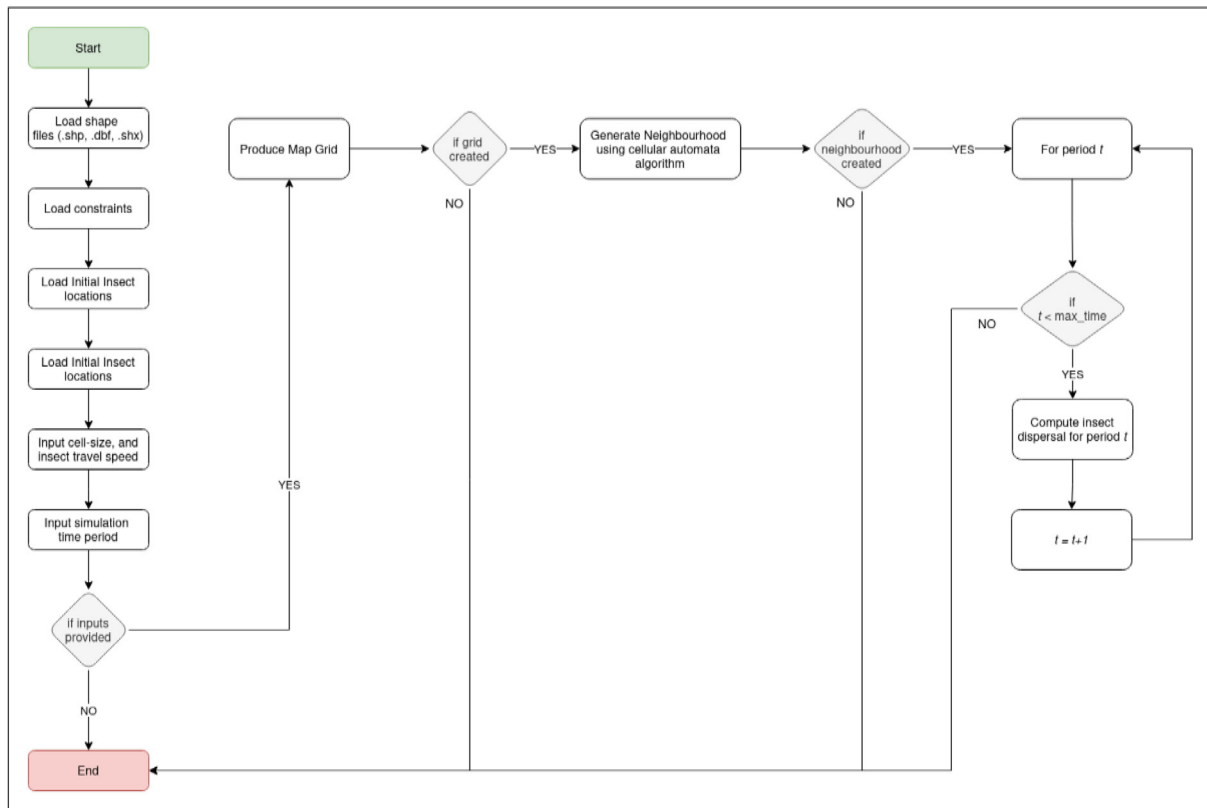 Start
Load shape
files (.shp, .dbf, .shx)
Load constraints
Load Initial Insect
locations
Load Initial Insect
locations
Input cell-size, and
insect travel speed
Input simulation
time period
if inputs
provided
NO
End
YES
Produce Map Grid
if grid
created
NO
YES
Generate Neighbourhood
using cellular automata
algorithm
if
neighbourhood
created
NO
YES
For period t
if
t < max_time
NO
YES
Compute insect
dispersal for period t
t = t+1